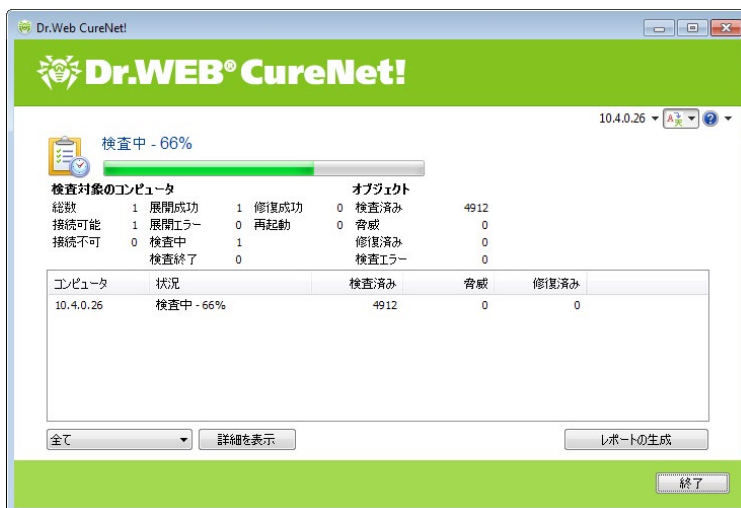 Dr.Web CureNet!
Dr.WEB® CureNet!
10.4.0.26
検査中 - 66%
検査対象のコンピュータ オブジェクト
総数 1 展開成功 1 修復成功 0 検査済み 4912
接続可能 1 展開エラー 0 再起動 0 脅威 0
接続不可 0 検査中 1 修復済み 0
検査終了 0 検査エラー 0
コンピュータ 状況 検査済み 脅威 修復済み
10.4.0.26 検査中 - 66% 4912 0 0
全て 詳細を表示 レポートの生成
終了